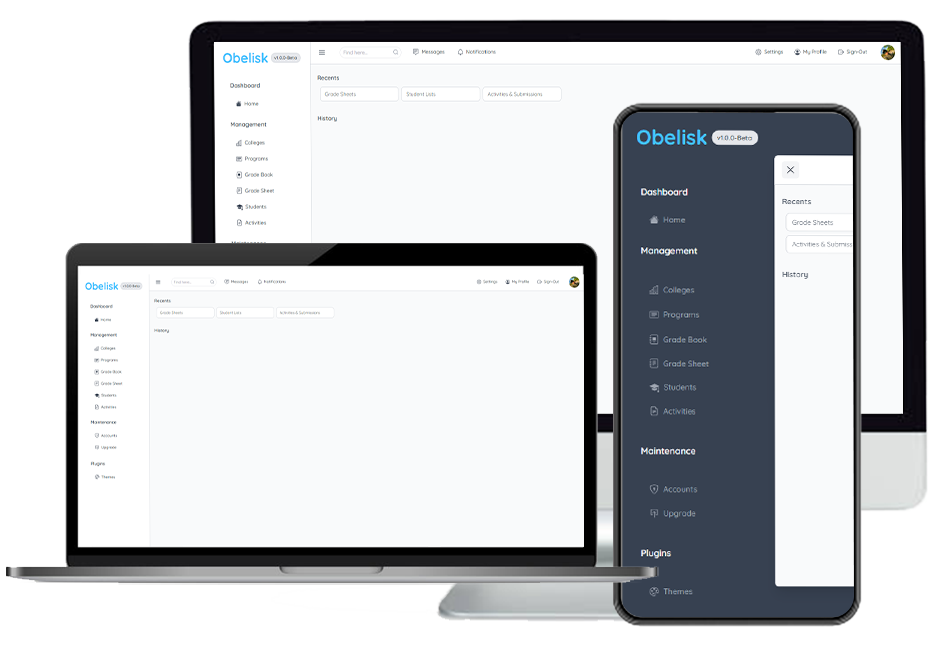 Obelisk v1.0.0-Beta
Find here... Messages Notifications Settings My Profile Sign-Out
Dashboard
Home
Management
Colleges
Programs
Grade Book
Grade Sheet
Students
Activities
Recents
Grade Sheets Student Lists Activities & Submissions
History
Obelisk v1.0.0-Beta
Find here... Messages Notifications Settings My Profile Sign-Out
Dashboard
Home
Management
Colleges
Programs
Grade Book
Grade Sheet
Students
Activities
Maintenance
Accounts
Upgrade
Plugins
Themes
Recents
Grade Sheets Student Lists Activities & Submissions
History
Obelisk v1.0.0-Beta
Dashboard
Home
Management
Colleges
Programs
Grade Book
Grade Sheet
Students
Activities
Maintenance
Accounts
Upgrade
Plugins
Themes
Recents
Grade Sheets
Activities & Submiss
History